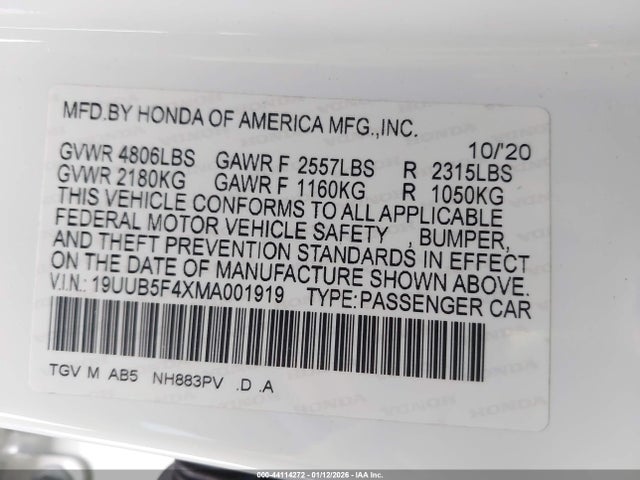 MFD.BY HONDA OF AMERICA MFG.,INC.
10/'20
GVWR 4806LBS GAWR F 2557LBS R 2315LBS
GVWR 2180KG GAWR F 1160KG R 1050KG
THIS VEHICLE CONFORMS TO ALL APPLICABLE
FEDERAL MOTOR VEHICLE SAFETY , BUMPER,
AND THEFT PREVENTION STANDARDS IN EFFECT
ON THE DATE OF MANUFACTURE SHOWN ABOVE.
V.I.N.: 19UUB5F4XMA001919 TYPE:PASSENGER CAR
TGV M AB5 NH883PV .D .A
HONDA HONDA
000-44114272 - 01/12/2026 - IAA Inc.